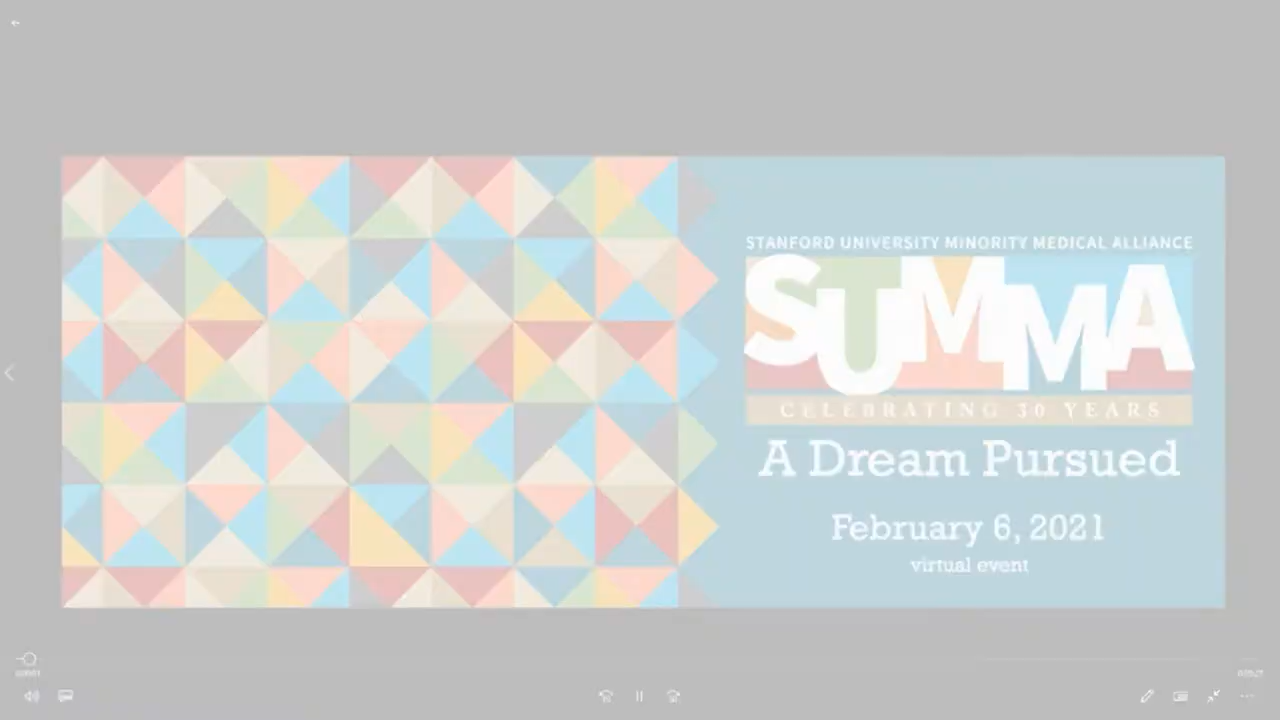 STANFORD UNIVERSITY MINORITY MEDICAL ALLIANCE
SUMMA
CELEBRATING 30 YEARS
A Dream Pursued
February 6, 2021
virtual event